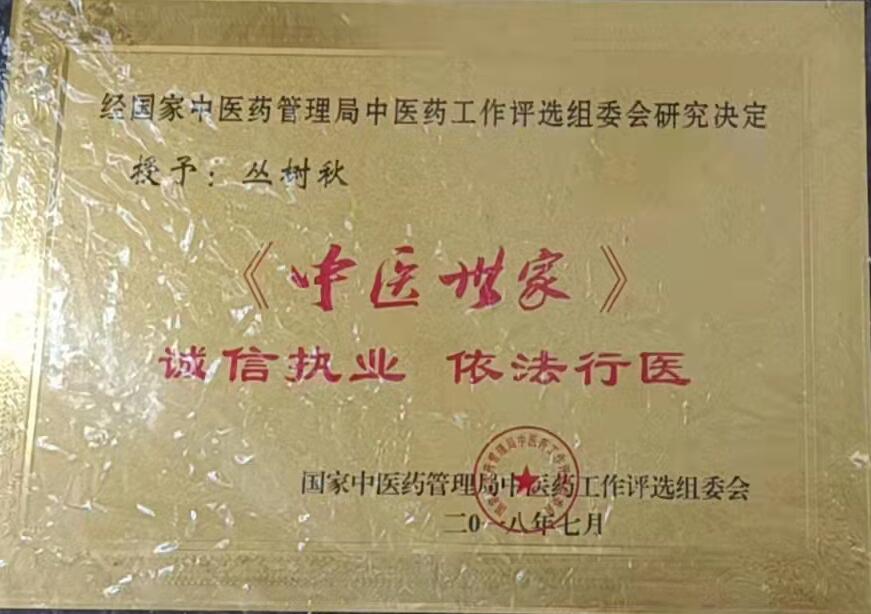 经国家中医药管理局中医药工作评选组委会研究决定
授予：丛树秋
《中医世家》
诚信执业 依法行医
国家中医药管理局中医药工作评选组委会
二0一八年七月